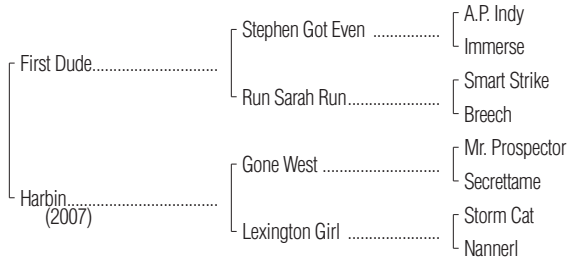 A.P. Indy
Stephen Got Even ................
Immerse
First Dude..............................
Smart Strike
Run Sarah Run......................
Breech
Mr. Prospector
Gone West ............................
Secrettame
Harbin....................................
(2007)
Storm Cat
Lexington Girl ......................
Nannerl